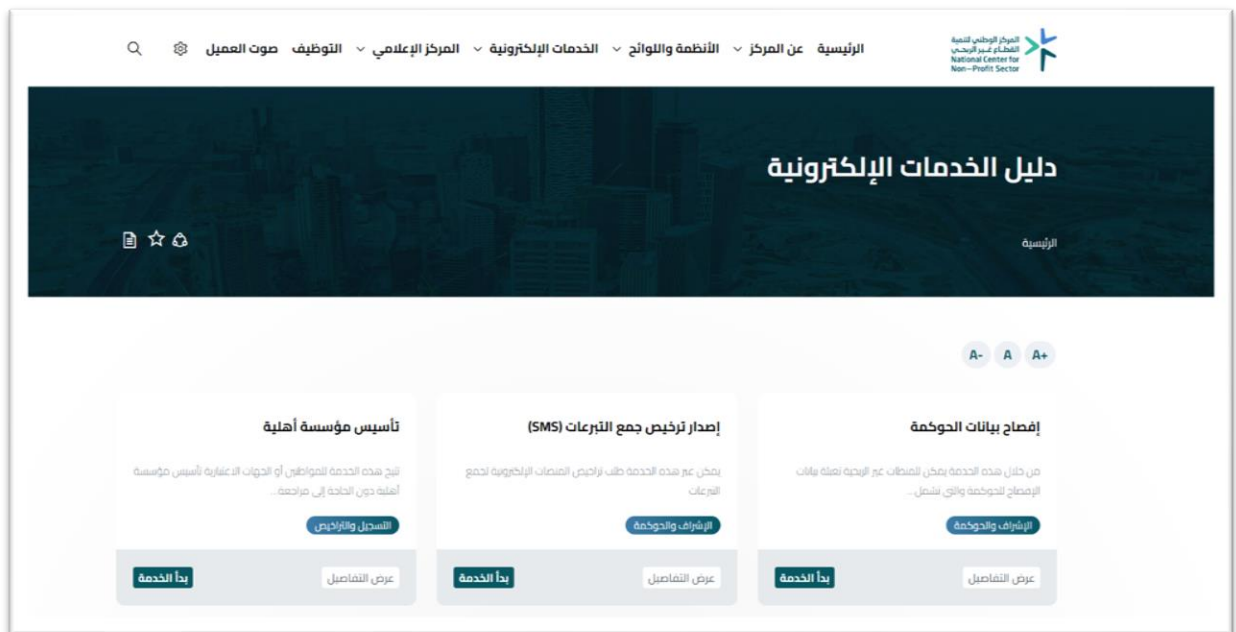 المركز الوطني لتنمية
القطاع غير الربحي
National Center for
Non-Profit Sector
الرئيسية عن المركز الأنظمة واللوائح الخدمات الإلكترونية المركز الإعلامي التوظيف صوت العميل
دليل الخدمات الإلكترونية
الرئيسية
A+ A A-
إفصاح بيانات الحوكمة
من خلال هذه الخدمة يمكن للمنظمات غير الربحية تعبئة بيانات
الإفصاح للحوكمة والتي تشمل...
الإشراف والحوكمة
عرض التفاصيل
بدأ الخدمة
إصدار ترخيص جمع التبرعات (SMS)
يمكن عبر هذه الخدمة طلب تراخيص المنصات الإلكترونية لجمع
التبرعات
الإشراف والحوكمة
عرض التفاصيل
بدأ الخدمة
تأسيس مؤسسة أهلية
تتيح هذه الخدمة للمواطنين أو الجهات الاعتبارية تأسيس مؤسسة
أهلية دون الحاجة إلى مراجعة...
التسجيل والتراخيص
عرض التفاصيل
بدأ الخدمة